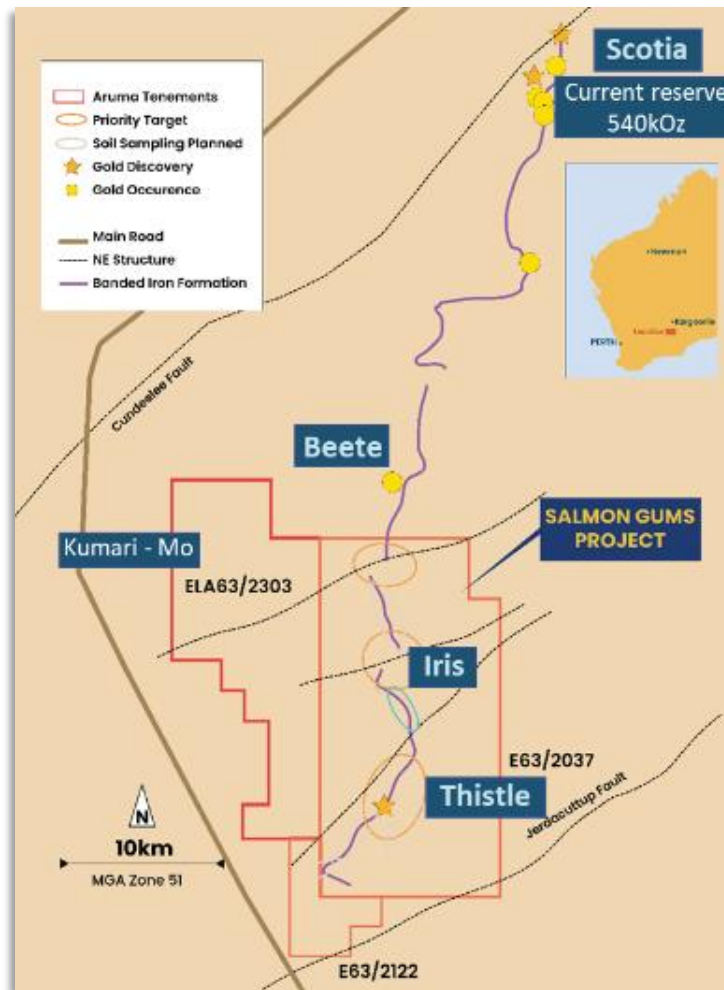 Scotia
Current reserve
540kOz
Aruma Tenements
Priority Target
Soil Sampling Planned
Gold Discovery
Gold Occurence
Main Road
NE Structure
Banded Iron Formation
Newman
Kalgoorlie
PERTH
Cundeelee Fault
Beete
SALMON GUMS
PROJECT
Kumari - Mo
ELA63/2303
Iris
E63/2037
Thistle
Jerdacuttup Fault
N
10km
MGA Zone 51
E63/2122